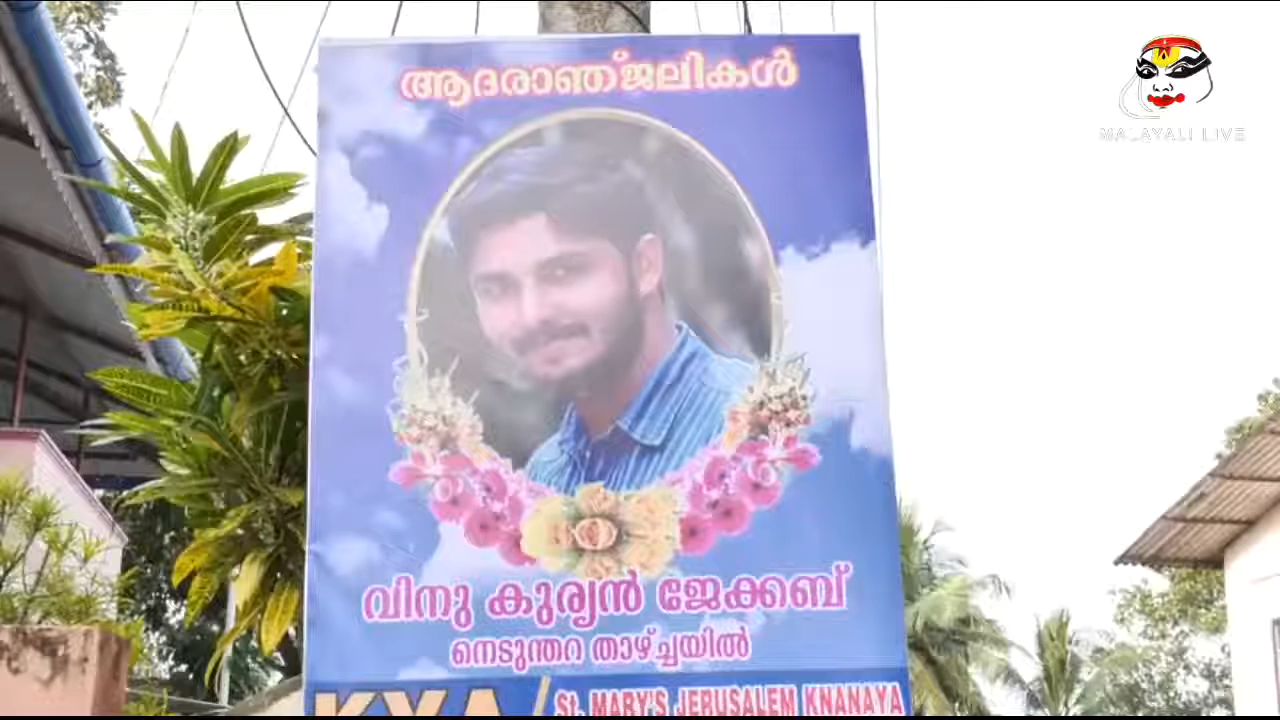 MALAYALI LIVE
ആദരാഞ്ജലികൾ
വിനു കുര്യൻ ജേക്കബ്
നെടുന്തറ താഴ്ച്ചയിൽ
KYA / St. MARY'S JERUSALEM KNANAYA